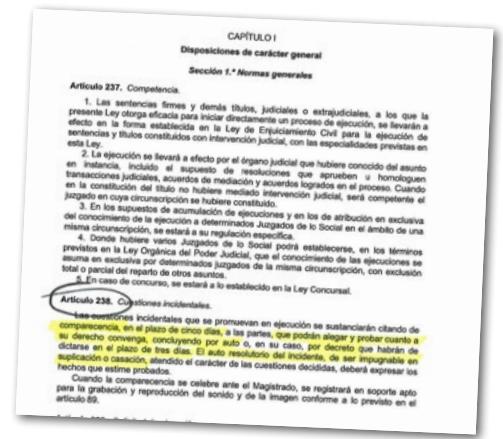 CAPÍTULO I
Disposiciones de carácter general
Sección 1.ª Normas generales
Artículo 237. Competencia.
1. Las sentencias firmes y demás títulos, judiciales o extrajudiciales, a los que la
presente Ley otorga eficacia para iniciar directamente un proceso de ejecución, se llevarán a
efecto en la forma establecida en la Ley de Enjuiciamiento Civil para la ejecución de
sentencias y títulos constituidos con intervención judicial, con las especialidades previstas en
esta Ley.
2. La ejecución se llevará a efecto por el órgano judicial que hubiere conocido del asunto
en instancia, incluido el supuesto de resoluciones que aprueben u homologuen
transacciones judiciales, acuerdos de mediación y acuerdos logrados en el proceso. Cuando
en la constitución del título no hubiere mediado intervención judicial, será competente el
juzgado en cuya circunscripción se hubiere constituido.
3. En los supuestos de acumulación de ejecuciones y en los de atribución en exclusiva
del conocimiento de la ejecución a determinados Juzgados de lo Social en el ámbito de una
misma circunscripción, se estará a su regulación específica.
4. Donde hubiere varios Juzgados de lo Social podrá establecerse, en los términos
previstos en la Ley Orgánica del Poder Judicial, que el conocimiento de las ejecuciones se
asuma en exclusiva por determinados juzgados de la misma circunscripción, con exclusión
total o parcial del reparto de otros asuntos.
5. En caso de concurso, se estará a lo establecido en la Ley Concursal.
Artículo 238. Cuestiones incidentales.
Las cuestiones incidentales que se promuevan en ejecución se sustanciarán citando de
comparecencia, en el plazo de cinco días, a las partes, que podrán alegar y probar cuanto a
su derecho convenga, concluyendo por auto o, en su caso, por decreto que habrán de
dictarse en el plazo de tres días. El auto resolutorio del incidente, de ser impugnable en
suplicación o casación, atendido el carácter de las cuestiones decididas, deberá expresar los
hechos que estime probados.
Cuando la comparecencia se celebre ante el Magistrado, se registrará en soporte apto
para la grabación y reproducción del sonido y de la imagen conforme a lo previsto en el
artículo 89.